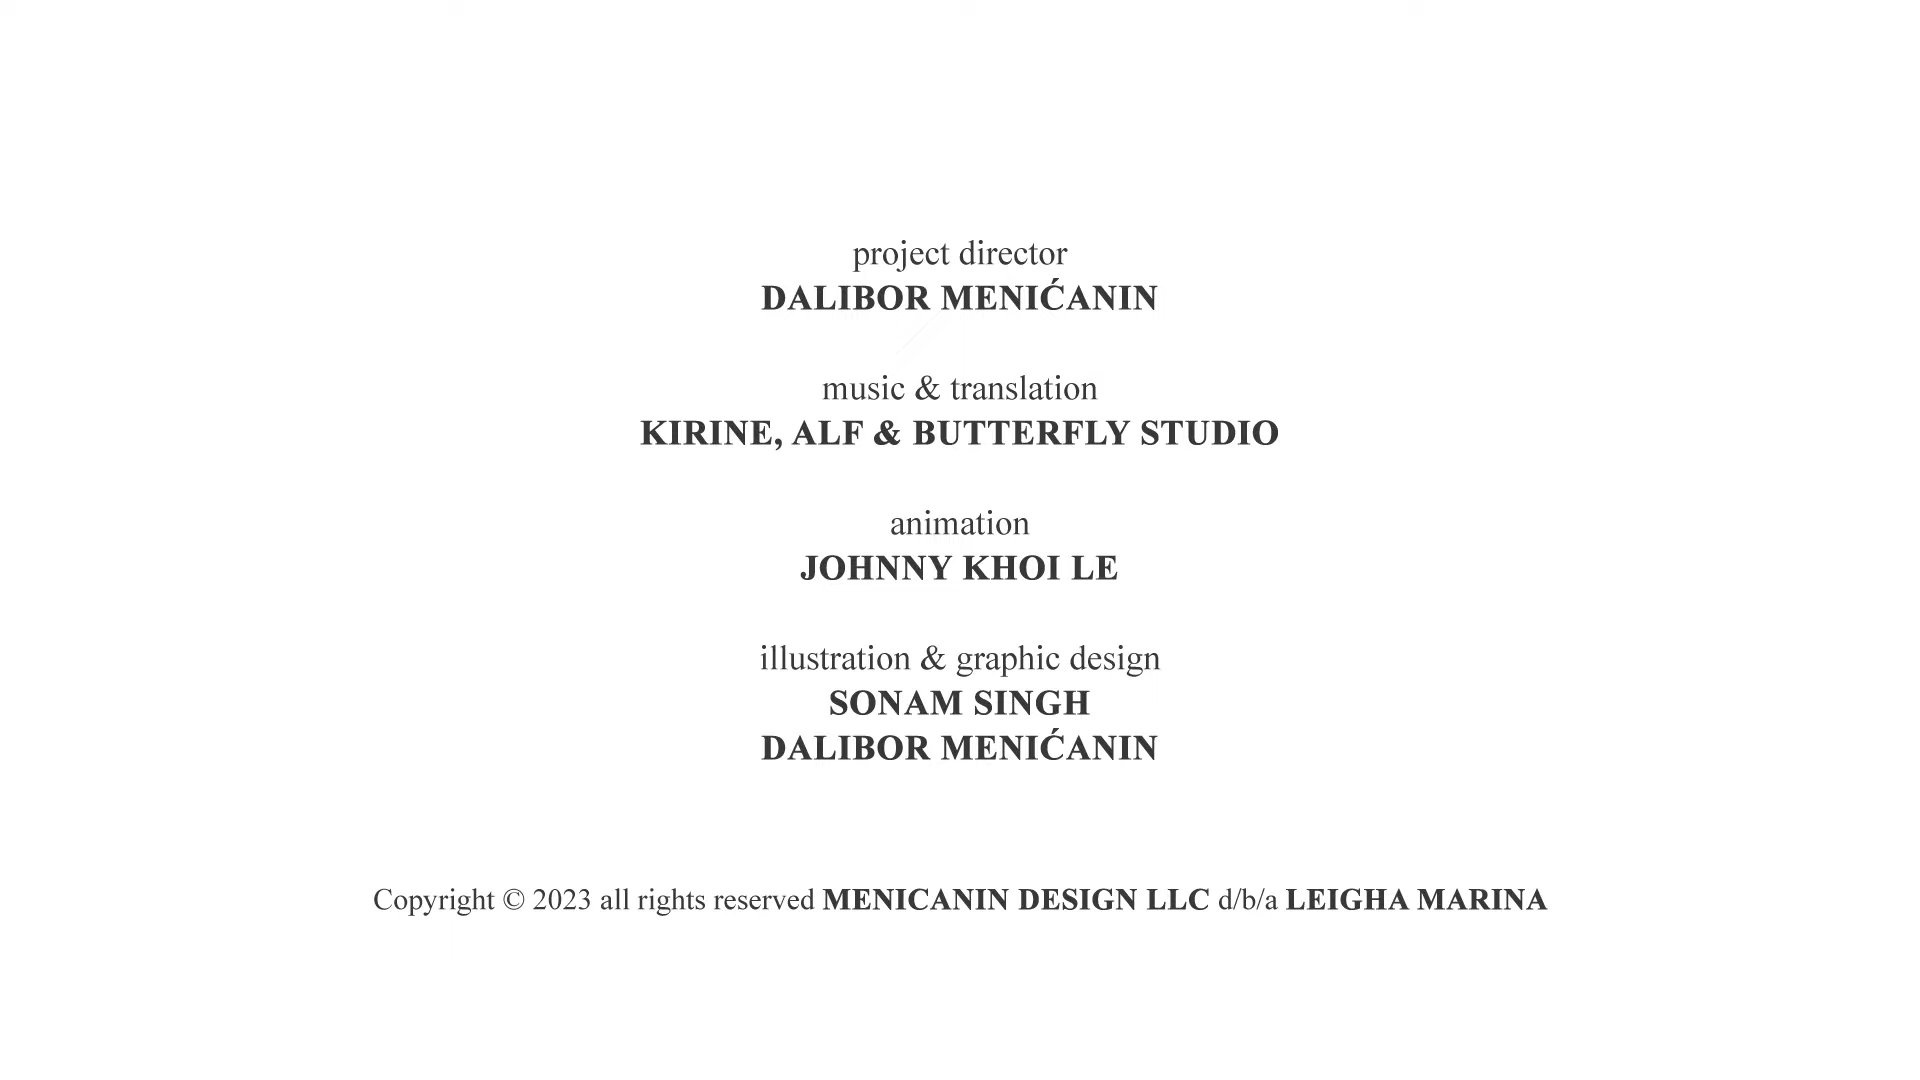 project director
DALIBOR MENIĆANIN
music & translation
KIRINE, ALF & BUTTERFLY STUDIO
animation
JOHNNY KHOI LE
illustration & graphic design
SONAM SINGH
DALIBOR MENIĆANIN
Copyright © 2023 all rights reserved MENICANIN DESIGN LLC d/b/a LEIGHA MARINA